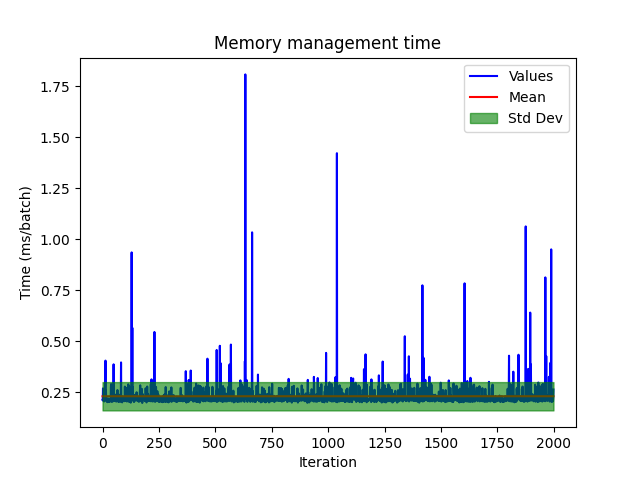 Memory management time
Values
Mean
Std Dev
1.75
1.50
1.25
1.00
0.75
0.50
0.25
Time (ms/batch)
0 250 500 750 1000 1250 1500 1750 2000
Iteration